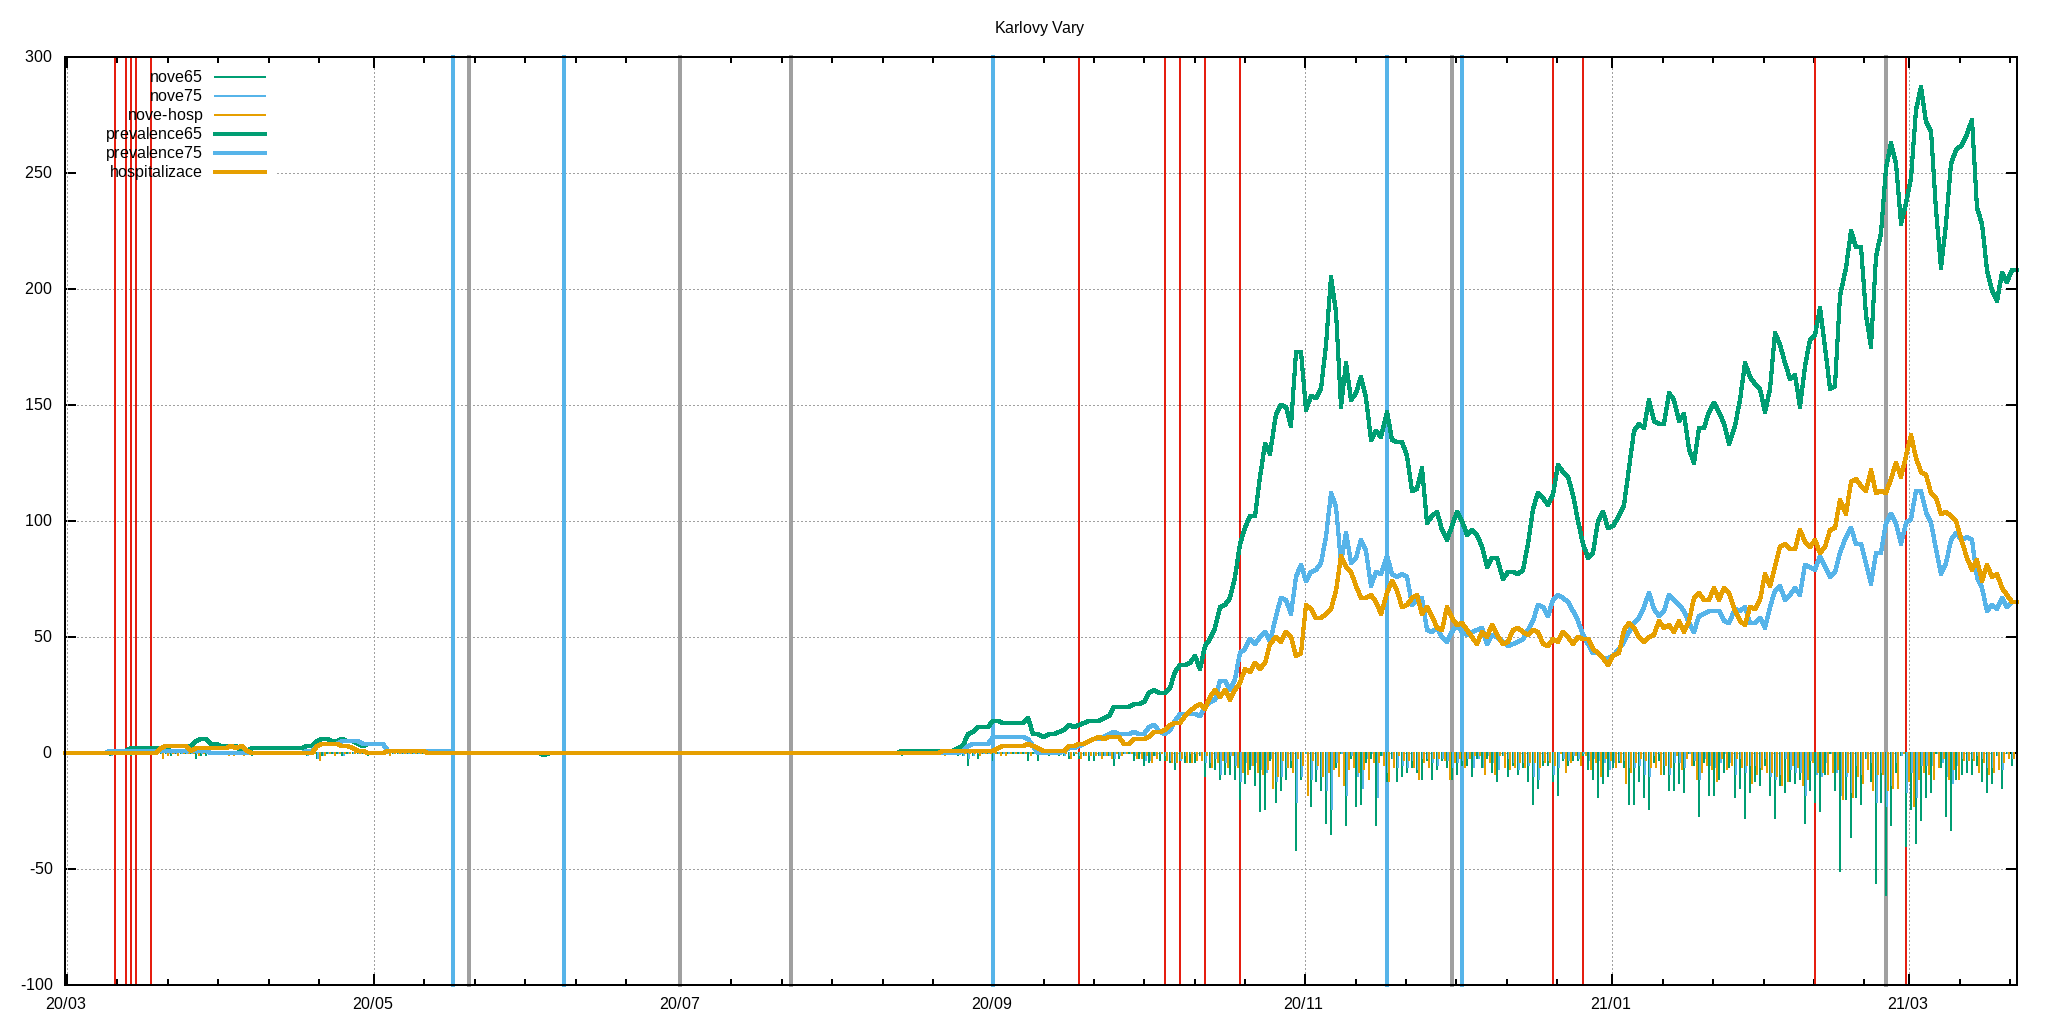 Karlovy Vary
300
nove65
nove75
nove-hosp
prevalence65
prevalence75
hospitalizace
250
200
150
100
50
0
-50
-100
20/03 20/05 20/07 20/09 20/11 21/01 21/03